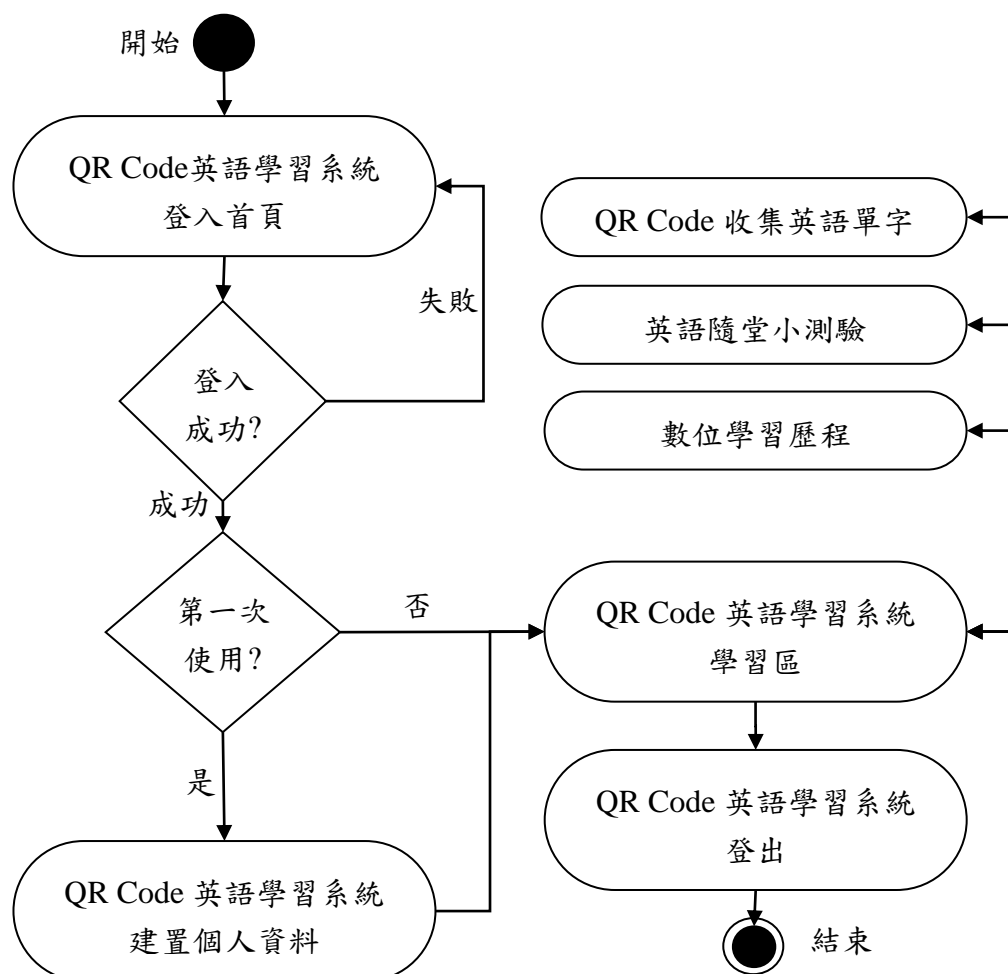 開始
QR Code英語學習系統
登入首頁
失敗
登入
成功?
成功
第一次
使用?
否
是
QR Code 英語學習系統
建置個人資料
QR Code 收集英語單字
英語隨堂小測驗
數位學習歷程
QR Code 英語學習系統
學習區
QR Code 英語學習系統
登出
結束